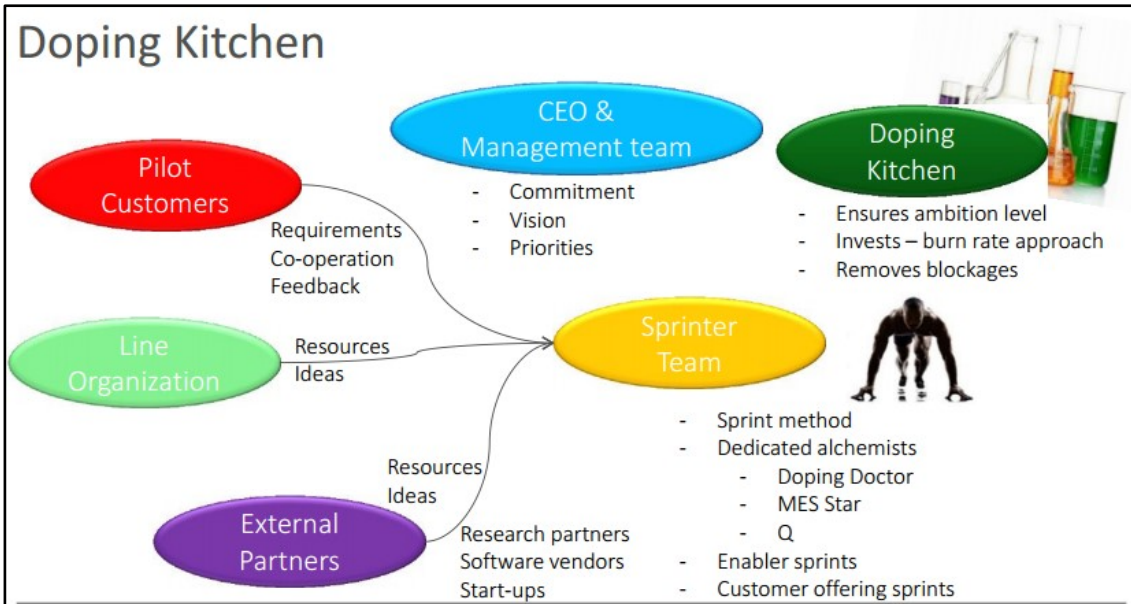 Doping Kitchen
CEO &
Management team
- Commitment
- Vision
- Priorities
Doping
Kitchen
- Ensures ambition level
- Invests – burn rate approach
- Removes blockages
Pilot
Customers
Requirements
Co-operation
Feedback
Line
Organization
Resources
Ideas
Sprinter
Team
- Sprint method
- Dedicated alchemists
- Doping Doctor
- MES Star
- Q
- Enabler sprints
- Customer offering sprints
Resources
Ideas
External
Partners
Research partners
Software vendors
Start-ups